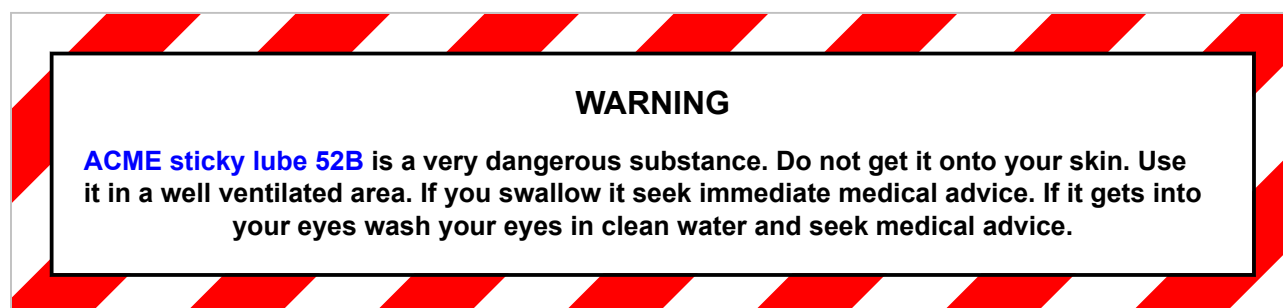 WARNING
ACME sticky lube 52B is a very dangerous substance. Do not get it onto your skin. Use
it in a well ventilated area. If you swallow it seek immediate medical advice. If it gets into
your eyes wash your eyes in clean water and seek medical advice.